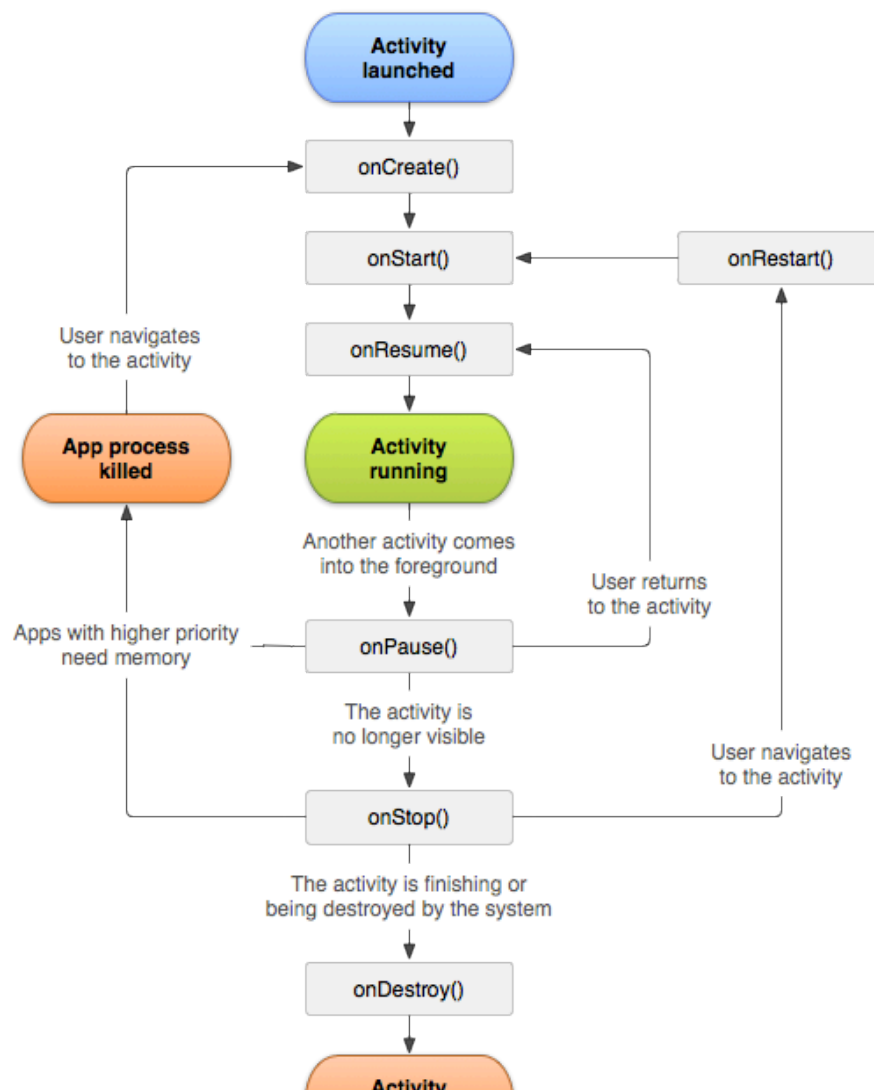 Activity
launched
onCreate()
onStart()
onRestart()
User navigates
to the activity
onResume()
App process
killed
Activity
running
Another activity comes
into the foreground
User returns
to the activity
Apps with higher priority
need memory
onPause()
The activity is
no longer visible
User navigates
to the activity
onStop()
The activity is finishing or
being destroyed by the system
onDestroy()
Activity